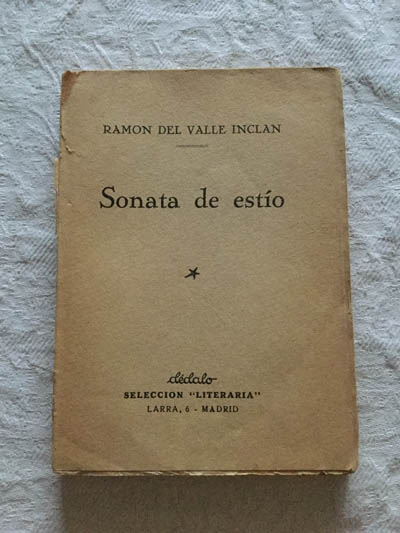 RAMON DEL VALLE INCLAN
Sonata de estío
dédalo
SELECCION "LITERARIA"
LARRA, 6 - MADRID